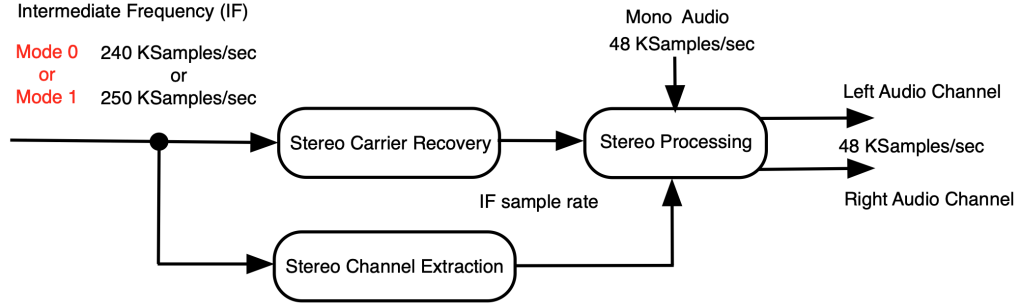 Intermediate Frequency (IF)
Mode 0 240 KSamples/sec
or or
Mode 1 250 KSamples/sec
Mono Audio
48 KSamples/sec
Left Audio Channel
Stereo Carrier Recovery
Stereo Processing
48 KSamples/sec
IF sample rate
Right Audio Channel
Stereo Channel Extraction